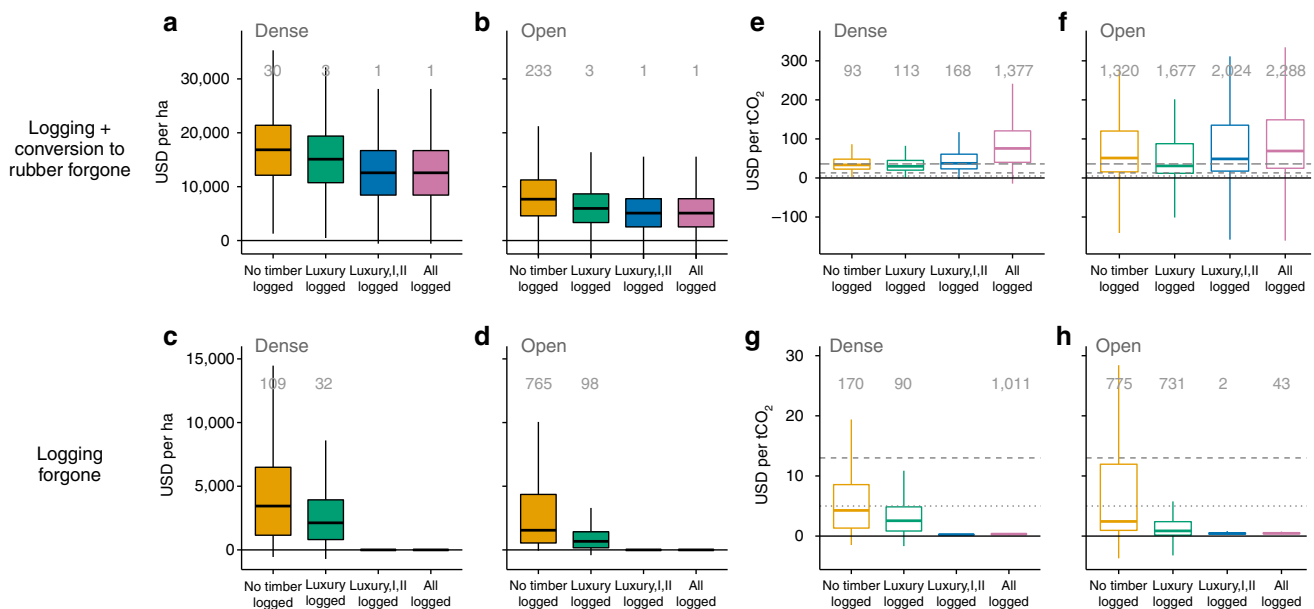 a
Dense
30 3 1 1
USD per ha
30,000
20,000
10,000
0
No timber logged
Luxury logged
Luxury,I,II logged
All logged
b
Open
233 3 1 1
No timber logged
Luxury logged
Luxury,I,II logged
All logged
e
Dense
93 113 168 1,377
USD per tCO2
300
200
100
0
−100
No timber logged
Luxury logged
Luxury,I,II logged
All logged
f
Open
1,320 1,677 2,024 2,288
No timber logged
Luxury logged
Luxury,I,II logged
All logged
Logging +
conversion to
rubber forgone
c
Dense
109 32
USD per ha
15,000
10,000
5,000
0
No timber logged
Luxury logged
Luxury,I,II logged
All logged
d
Open
765 98
No timber logged
Luxury logged
Luxury,I,II logged
All logged
g
Dense
170 90 1,011
USD per tCO2
30
20
10
0
No timber logged
Luxury logged
Luxury,I,II logged
All logged
h
Open
775 731 2 43
No timber logged
Luxury logged
Luxury,I,II logged
All logged
Logging
forgone